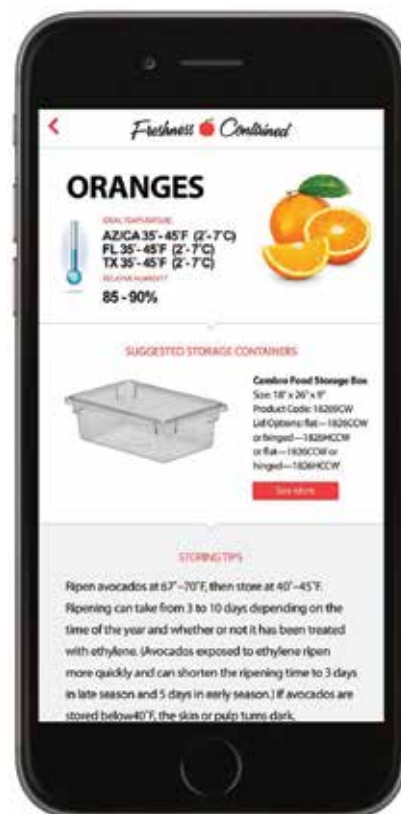 Freshness Contained
ORANGES
IDEAL TEMPERATURE
AZ/CA 35°- 45°F (2°- 7°C)
FL 35°- 45°F (2°- 7°C)
TX 35°- 45°F (2°- 7°C)
RELATIVE HUMIDITY
85 - 90%
SUGGESTED STORAGE CONTAINERS
Cambro Food Storage Box
Size: 18" x 26" x 9"
Product Code: 18269CW
Lid Options: flat—1826CCW
or hinged—1826HCCW
or flat—1826CCW or
hinged—1826HCCW
See More
STORING TIPS
Ripen avocados at 67°–70°F, then store at 40°–45°F.
Ripening can take from 3 to 10 days depending on the
time of the year and whether or not it has been treated
with ethylene. (Avocados exposed to ethylene ripen
more quickly and can shorten the ripening time to 3 days
in late season and 5 days in early season.) If avocados are
stored below40°F, the skin or pulp turns dark.